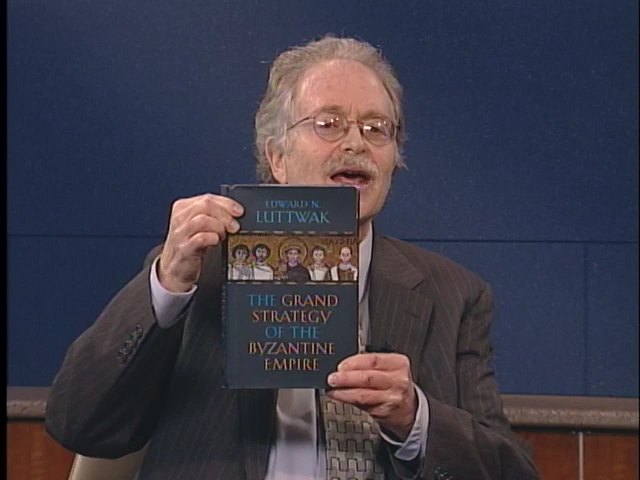 EDWARD N.
LUTTWAK
THE GRAND
STRATEGY
OF THE
BYZANTINE
EMPIRE